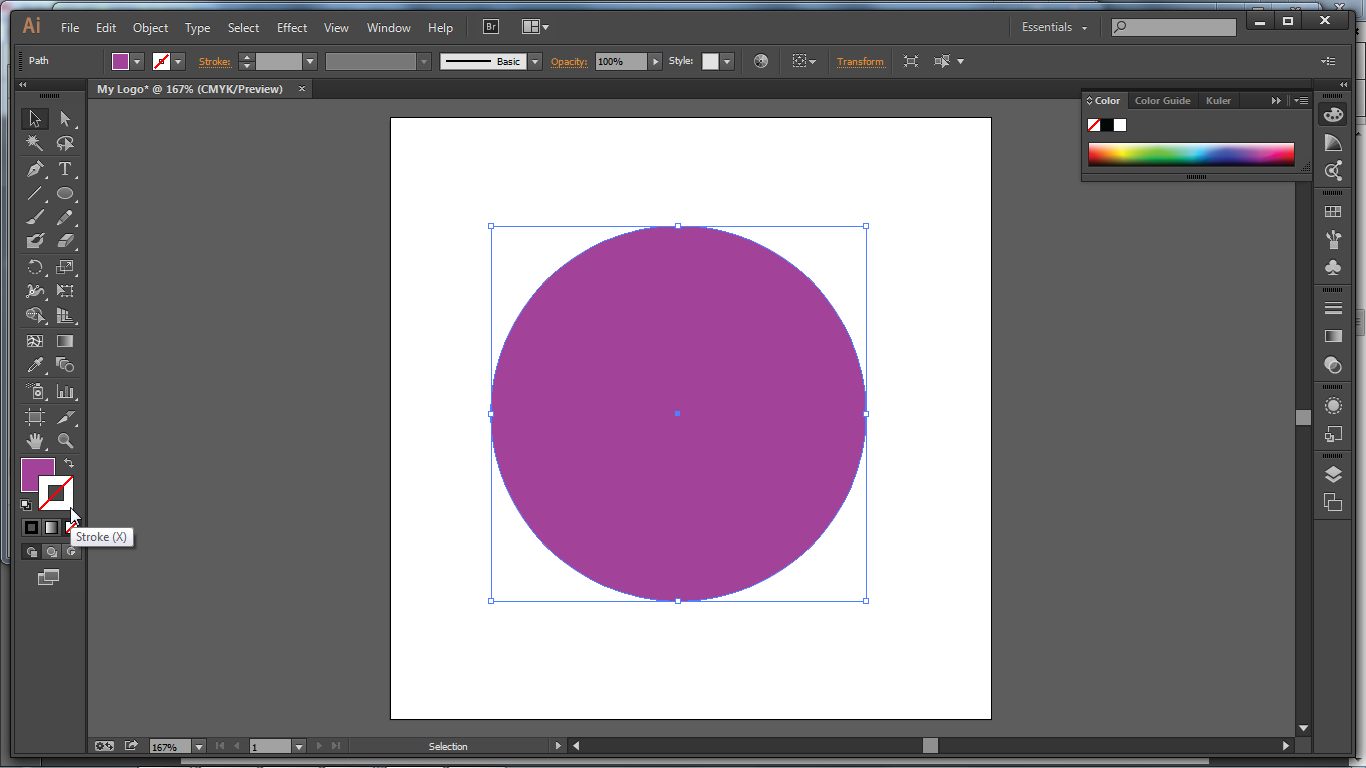 Ai File Edit Object Type Select Effect View Window Help Br Essentials
Path Stroke: Basic Opacity: 100% Style: Transform
My Logo* @ 167% (CMYK/Preview)
Color Color Guide Kuler
T
Stroke (X)
167% 1 Selection